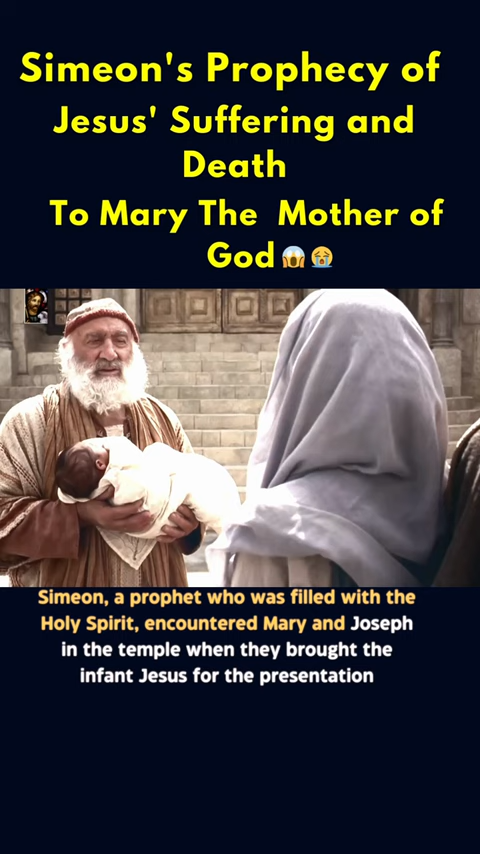 Simeon's Prophecy of
Jesus' Suffering and
Death
To Mary The Mother of
God😱😭
Simeon, a prophet who was filled with the
Holy Spirit, encountered Mary and Joseph
in the temple when they brought the
infant Jesus for the presentation